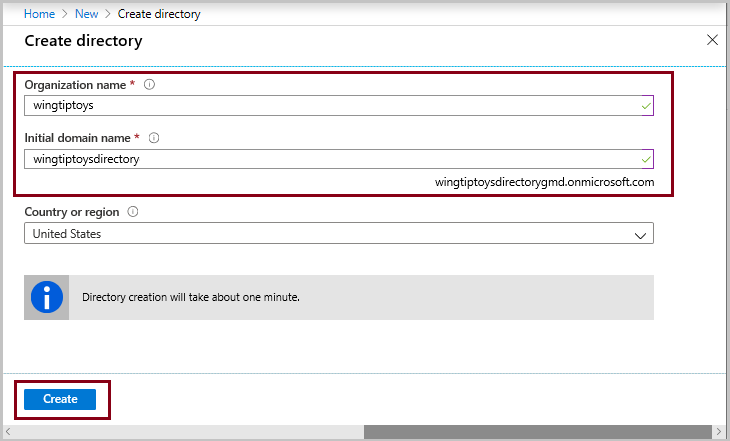 Home > New > Create directory
Create directory
Organization name *
wingtiptoys
Initial domain name *
wingtiptoysdirectory
wingtiptoysdirectorygmd.onmicrosoft.com
Country or region
United States
Directory creation will take about one minute.
Create